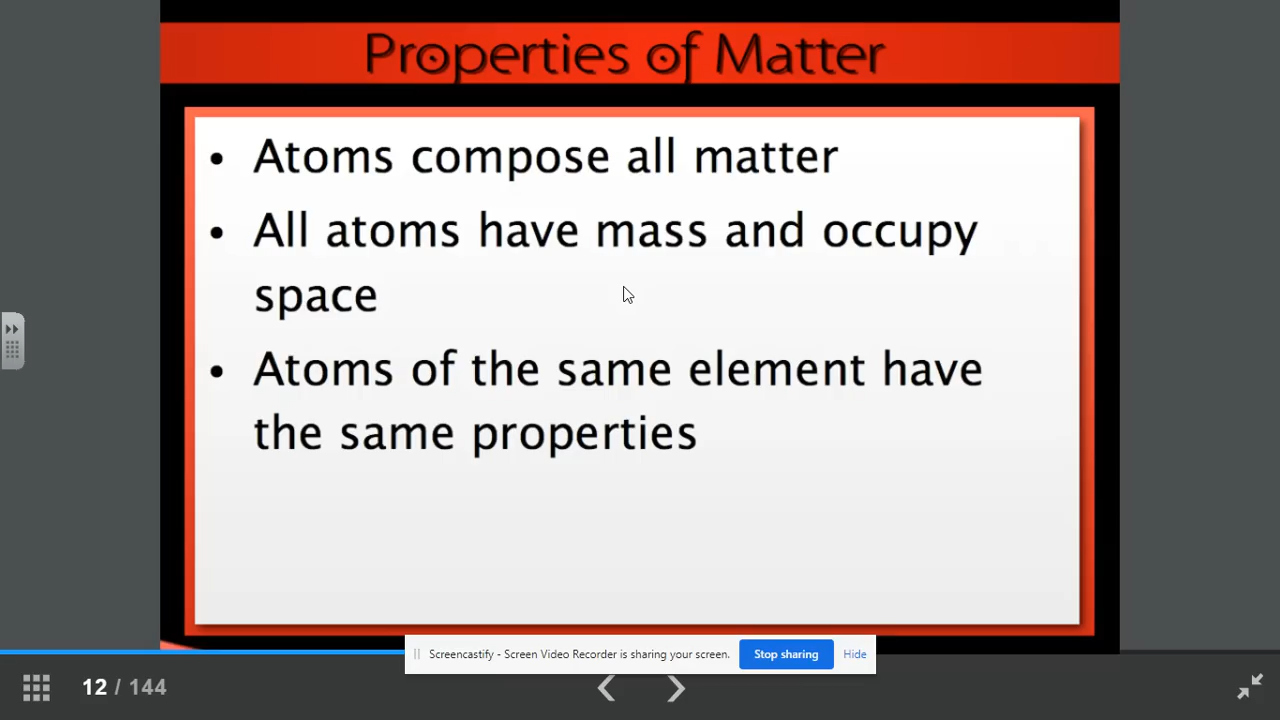 Properties of Matter
• Atoms compose all matter
• All atoms have mass and occupy
space
• Atoms of the same element have
the same properties
Screencastify - Screen Video Recorder is sharing your screen. Stop sharing Hide
12 / 144